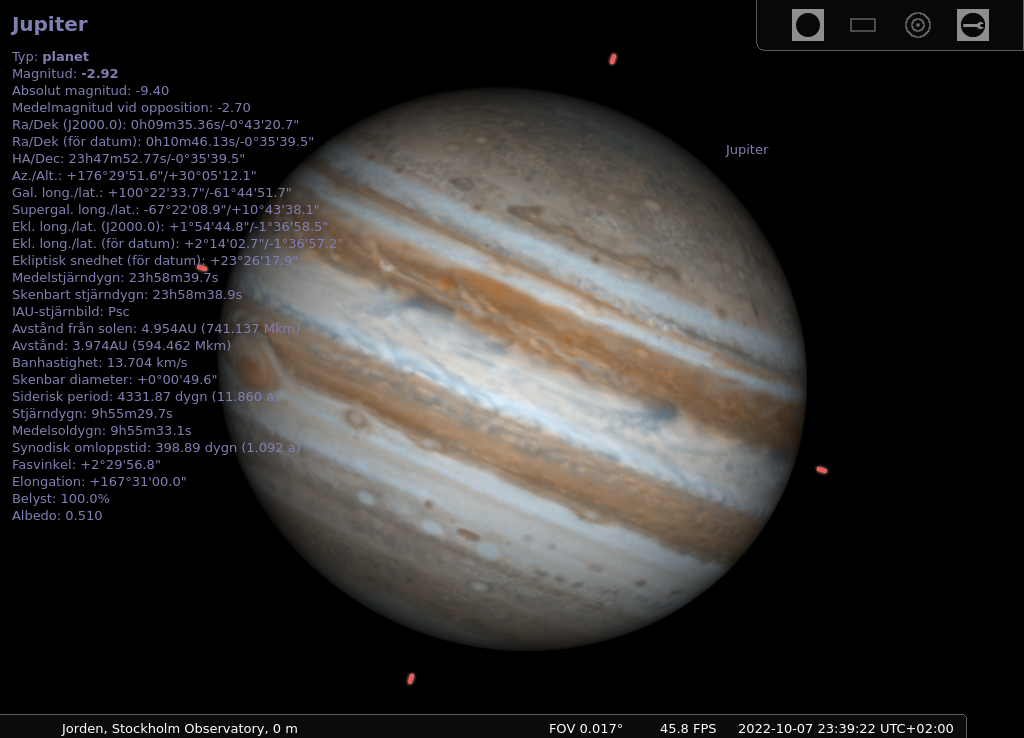 Jupiter
Typ: planet
Magnitud: -2.92
Absolut magnitud: -9.40
Medelmagnitud vid opposition: -2.70
Ra/Dek (J2000.0): 0h09m35.36s/-0°43'20.7"
Ra/Dek (för datum): 0h10m46.13s/-0°35'39.5"
HA/Dec: 23h47m52.77s/-0°35'39.5"
Az./Alt.: +176°29'51.6"/+30°05'12.1"
Gal. long./lat.: +100°22'33.7"/-61°44'51.7"
Supergal. long./lat.: -67°22'08.9"/+10°43'38.1"
Ekl. long./lat. (J2000.0): +1°54'44.8"/-1°36'58.5"
Ekl. long./lat. (för datum): +2°14'02.7"/-1°36'57.2"
Ekliptisk snedhet (för datum): +23°26'17.9"
Medelstjärndygn: 23h58m39.7s
Skenbart stjärndygn: 23h58m38.9s
IAU-stjärnbild: Psc
Avstånd från solen: 4.954AU (741.137 Mkm)
Avstånd: 3.974AU (594.462 Mkm)
Banhastighet: 13.704 km/s
Skenbar diameter: +0°00'49.6"
Siderisk period: 4331.87 dygn (11.860 a)
Stjärndygn: 9h55m29.7s
Medelsoldygn: 9h55m33.1s
Synodisk omloppstid: 398.89 dygn (1.092 a)
Fasvinkel: +2°29'56.8"
Elongation: +167°31'00.0"
Belyst: 100.0%
Albedo: 0.510
Jupiter
Jorden, Stockholm Observatory, 0 m FOV 0.017° 45.8 FPS 2022-10-07 23:39:22 UTC+02:00